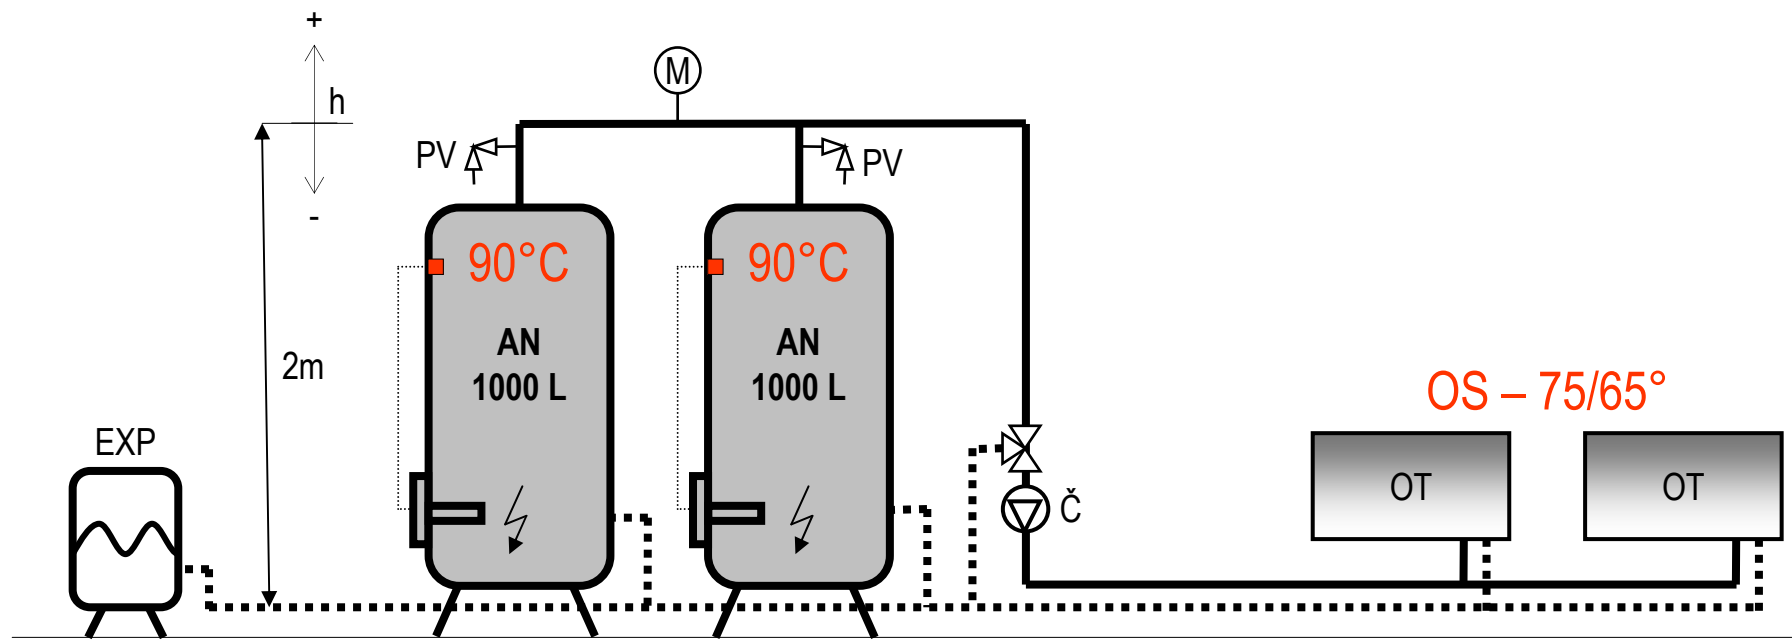 +
M
h
PV
PV
-
90°C
90°C
AN
1000 L
AN
1000 L
2m
OS – 75/65°
EXP
OT
OT
Č